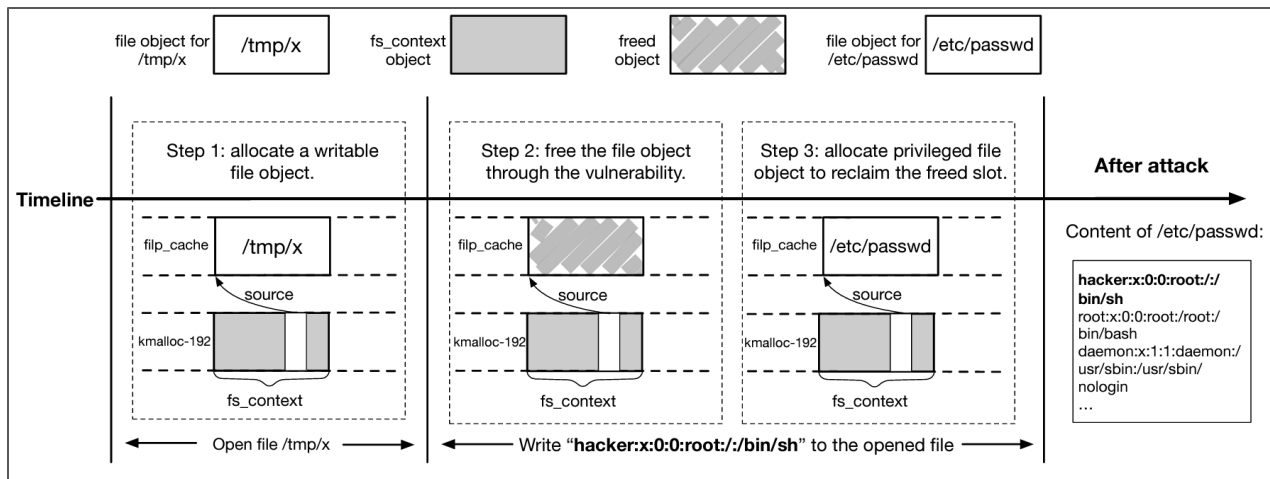 file object for
/tmp/x
/tmp/x
fs_context
object
freed
object
file object for
/etc/passwd
/etc/passwd
Step 1: allocate a writable
file object.
Step 2: free the file object
through the vulnerability.
Step 3: allocate privileged file
object to reclaim the freed slot.
After attack
Timeline
filp_cache
/tmp/x
source
kmalloc-192
fs_context
filp_cache
source
kmalloc-192
fs_context
filp_cache
/etc/passwd
source
kmalloc-192
fs_context
Content of /etc/passwd:
hacker:x:0:0:root:/:/
bin/sh
root:x:0:0:root:/root:/
bin/bash
daemon:x:1:1:daemon:/
usr/sbin:/usr/sbin/
nologin
...
Open file /tmp/x
Write “hacker:x:0:0:root:/:/bin/sh” to the opened file